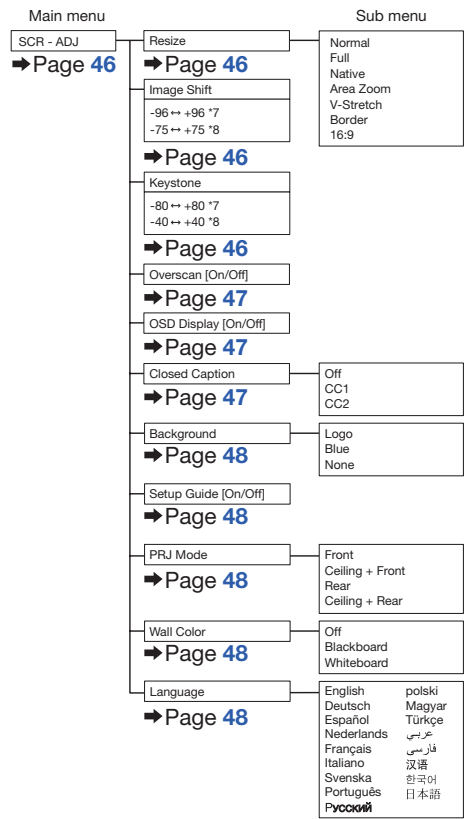 Main menu
Sub menu
SCR - ADJ
➡Page 46
Resize
➡Page 46
Normal
Full
Native
Area Zoom
V-Stretch
Border
16:9
Image Shift
-96↔+96 *7
-75↔+75 *8
➡Page 46
Keystone
-80↔+80 *7
-40↔+40 *8
➡Page 46
Overscan [On/Off]
➡Page 47
OSD Display [On/Off]
➡Page 47
Closed Caption
➡Page 47
Off
CC1
CC2
Background
➡Page 48
Logo
Blue
None
Setup Guide [On/Off]
➡Page 48
PRJ Mode
➡Page 48
Front
Ceiling + Front
Rear
Ceiling + Rear
Wall Color
➡Page 48
Off
Blackboard
Whiteboard
Language
➡Page 48
English
Deutsch
Español
Nederlands
Français
Italiano
Svenska
Português
Русский
polski
Magyar
Türkçe
عربي
فارسی
汉语
한국어
日本語